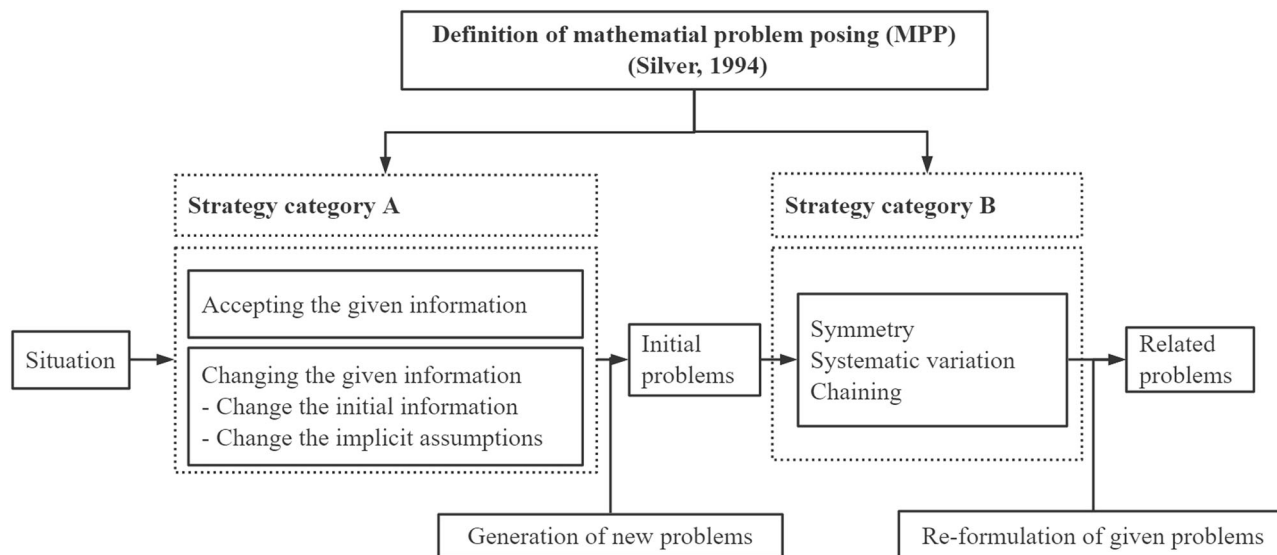 Definition of mathematial problem posing (MPP)
(Silver, 1994)
Strategy category A
Strategy category B
Situation
Accepting the given information
Changing the given information
- Change the initial information
- Change the implicit assumptions
Initial
problems
Symmetry
Systematic variation
Chaining
Related
problems
Generation of new problems
Re-formulation of given problems